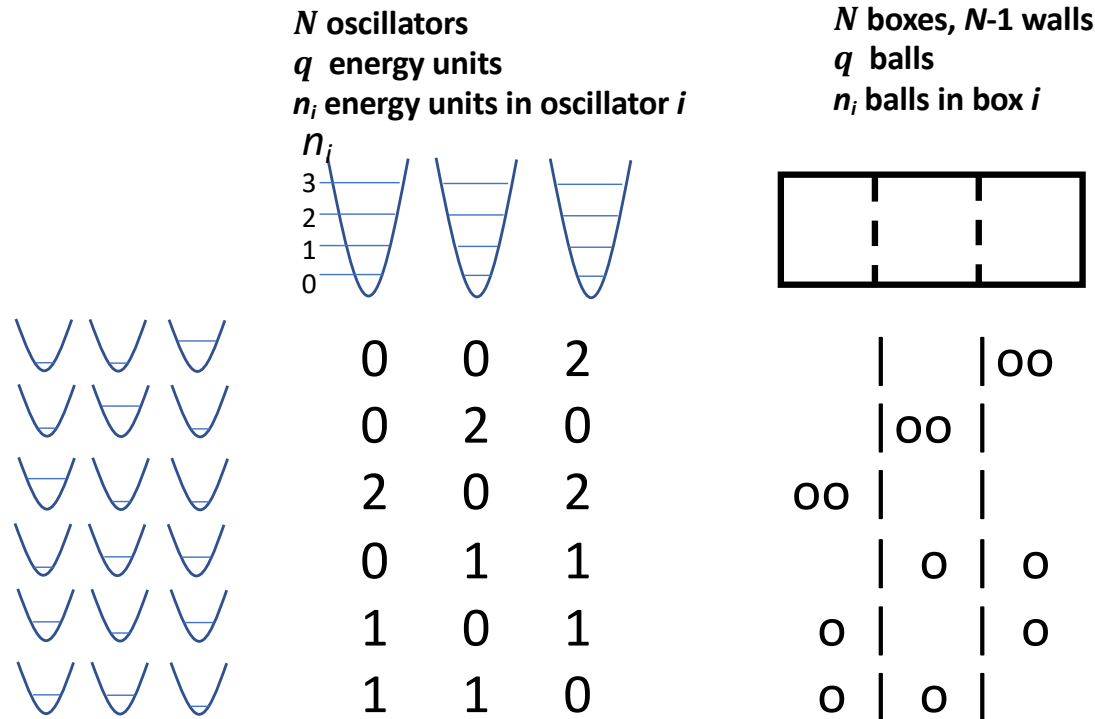 N oscillators
q energy units
nᵢ energy units in oscillator i
N boxes, N-1 walls
q balls
nᵢ balls in box i
nᵢ
3
2
1
0
0 0 2 | |oo
0 2 0 |oo |
2 0 2 oo | |
0 1 1 | o | o
1 0 1 o | | o
1 1 0 o | o |